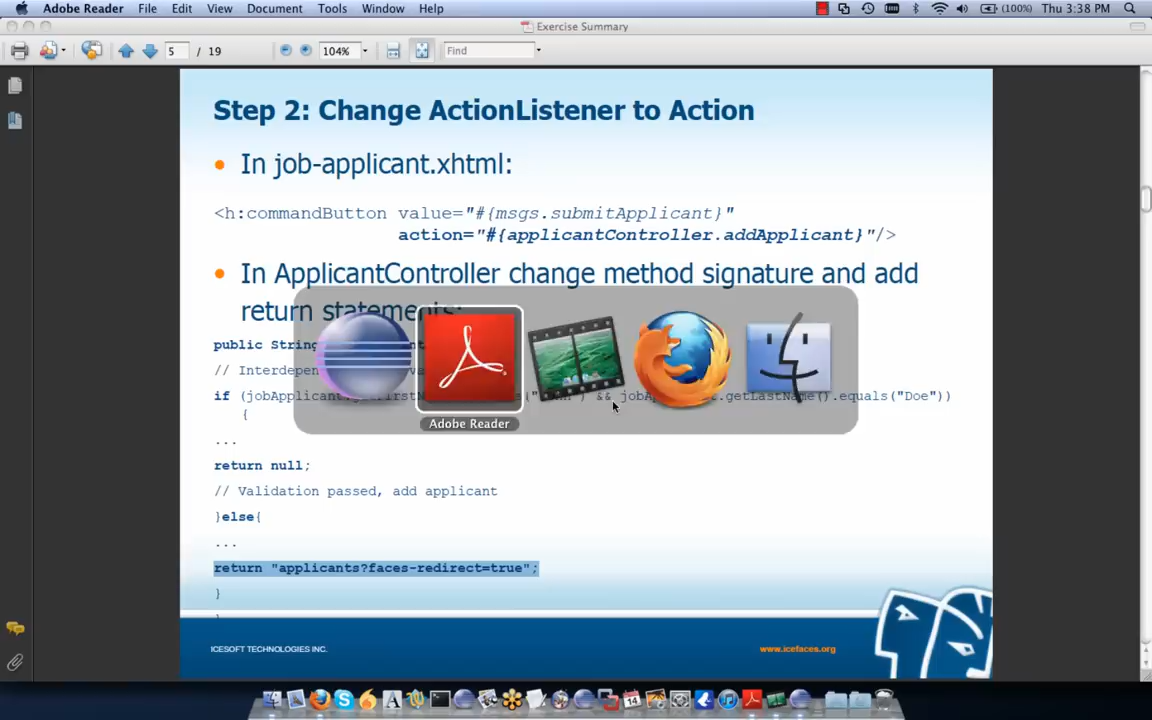 Adobe Reader File Edit View Document Tools Window Help (100%) Thu 3:38 PM
Exercise Summary
5 / 19 104% Find
Step 2: Change ActionListener to Action
• In job-applicant.xhtml:
<h:commandButton value="#{msgs.submitApplicant}"
action="#{applicantController.addApplicant}"/>
• In ApplicantController change method signature and add
return statements:
public String
// Interdepen
if (jobApplicant. && .getLastName().equals("Doe"))
{
Adobe Reader
...
return null;
// Validation passed, add applicant
}else{
...
return "applicants?faces-redirect=true";
}
ICESOFT TECHNOLOGIES INC. www.icefaces.org